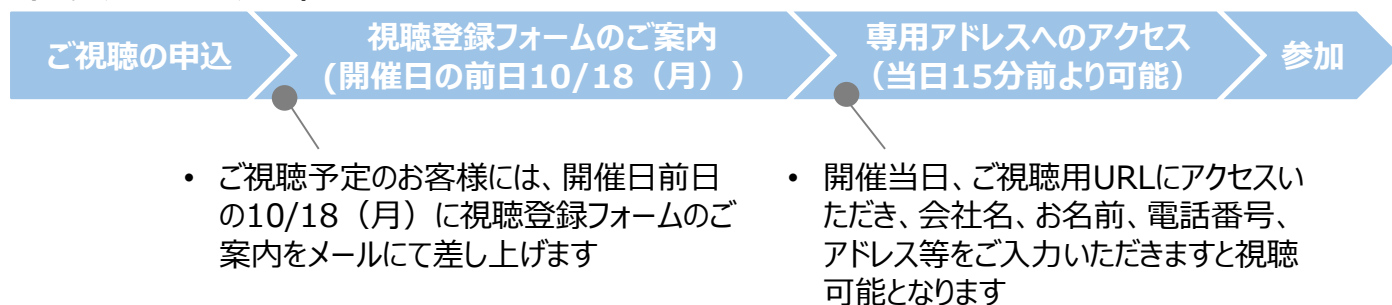 ご視聴の申込
視聴登録フォームのご案内
(開催日の前日10/18（月））
専用アドレスへのアクセス
（当日15分前より可能）
参加
• ご視聴予定のお客様には、開催日前日
の10/18（月）に視聴登録フォームのご
案内をメールにて差し上げます
• 開催当日、ご視聴用URLにアクセスい
ただき、会社名、お名前、電話番号、
アドレス等をご入力いただきますと視聴
可能となります